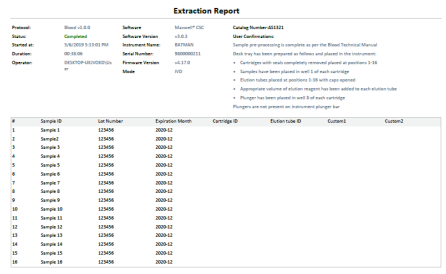 Extraction Report
Protocol: Blood v1.0.0 Software Maxwell® CSC Catalog Number: AS1321
Status: Completed Software Version v3.0.3 User Confirmations:
Started at: 5/8/2019 5:13:01 PM Instrument Name: BATMAN Sample pre-processing is complete as per the Blood Technical Manual
Duration: 00:36:06 Serial Number: Deck tray has been prepared as follows and placed in the instrument:
Operator: Firmware Version v4.17.0 • Cartridges with seals completely removed placed at positions 1-16
er Mode IVD • Samples have been placed in well 1 of each cartridge
• Elution tubes placed at positions 1-16 with caps opened
• Appropriate volume of elution reagent has been added to each elution tube
• Plunger has been placed in well 8 of each cartridge
Plungers are not present on instrument plunger bar
# Sample ID Lot Number Expiration Month Cartridge ID Elution tube ID Custom1 Custom2
1 Sample 1 123456 2020-12
2 Sample2 123456 2020-12
3 Sample 3 123456 2020-12
4 Sample 4 123456 2020-12
5 Sample 5 123456 2020-12
6 Sample 6 123456 2020-12
7 Sample 7 123456 2020-12
8 Sample 8 123456 2020-12
9 Sample 9 123456 2020-12
10 Sample 10 123456 2020-12
11 Sample 11 123456 2020-12
12 Sample 12 123456 2020-12
13 Sample 13 123456 2020-12
14 Sample 14 123456 2020-12
15 Sample 15 123456 2020-12
16 Sample 16 123456 2020-12